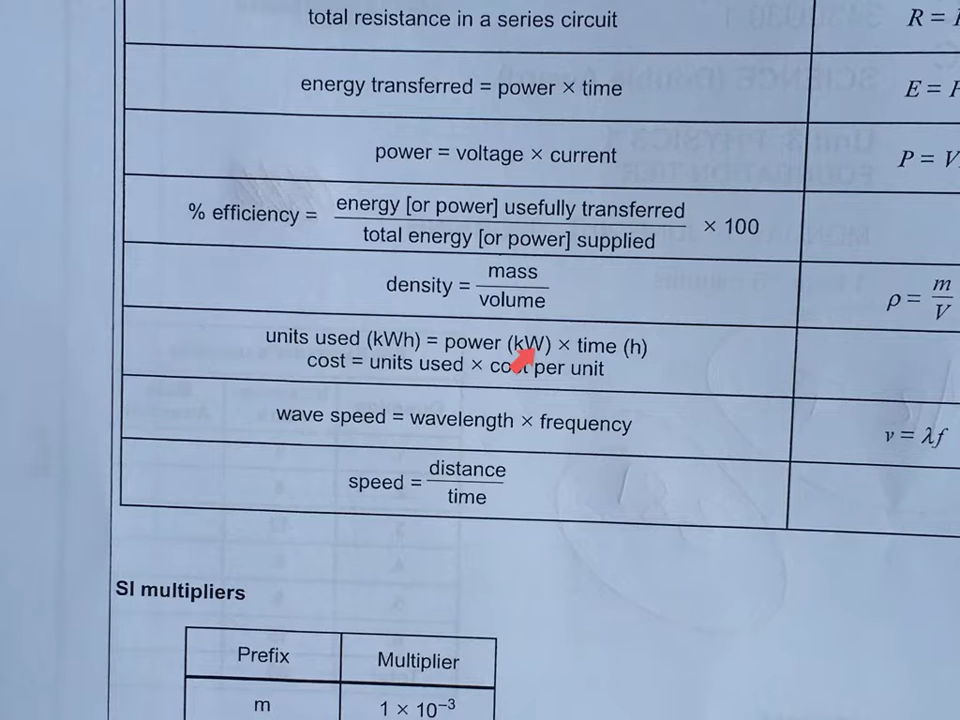 total resistance in a series circuit
R =
energy transferred = power × time
E =
power = voltage × current
P = V
% efficiency = energy [or power] usefully transferred / total energy [or power] supplied × 100
density = mass / volume
ρ = m / V
units used (kWh) = power (kW) × time (h)
cost = units used × cost per unit
wave speed = wavelength × frequency
v = λf
speed = distance / time
SI multipliers
Prefix Multiplier
m 1 × 10⁻³